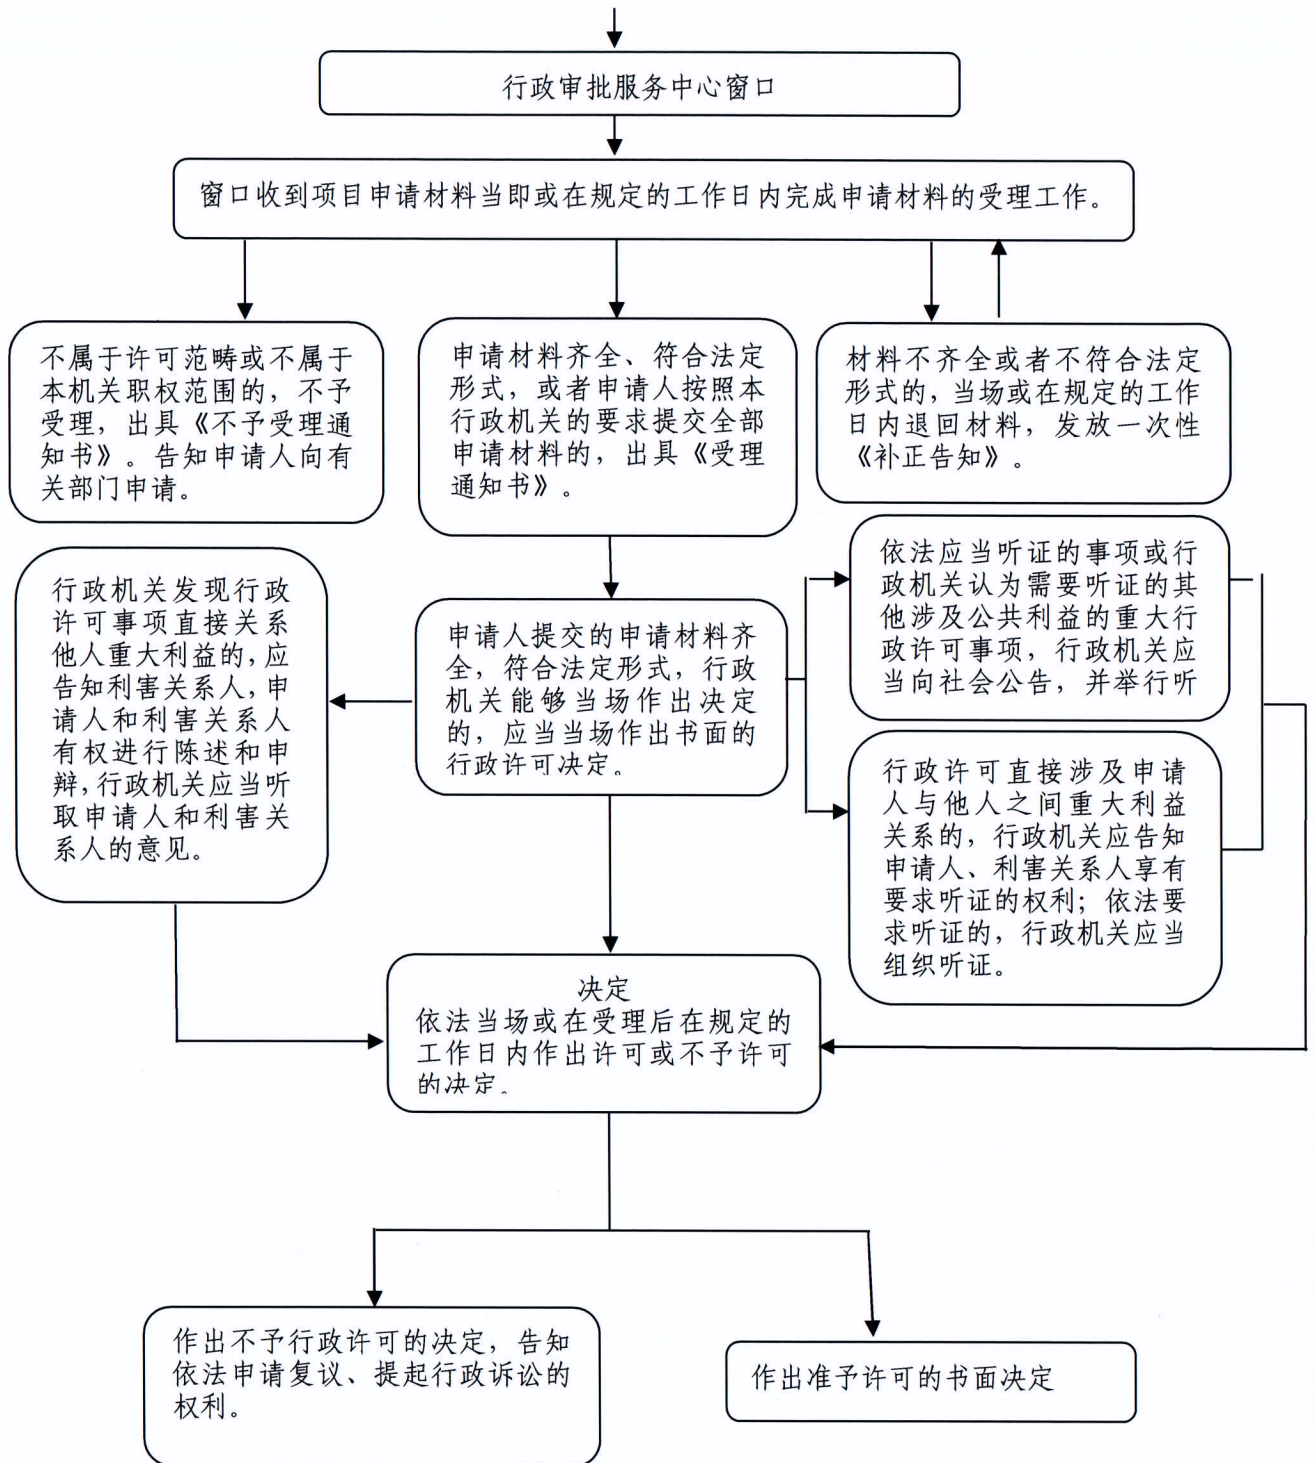 行政审批服务中心窗口
窗口收到项目申请材料当即或在规定的工作日内完成申请材料的受理工作。
不属于许可范畴或不属于
本机关职权范围的，不予
受理，出具《不予受理通
知书》。告知申请人向有
关部门申请。
申请材料齐全、符合法定
形式，或者申请人按照本
行政机关的要求提交全部
申请材料的，出具《受理
通知书》。
材料不齐全或者不符合法定
形式的，当场或在规定的工作
日内退回材料，发放一次性
《补正告知》。
行政机关发现行政
许可事项直接关系
他人重大利益的，应
告知利害关系人，申
请人和利害关系人
有权进行陈述和申
辩，行政机关应当听
取申请人和利害关
系人的意见。
申请人提交的申请材料齐
全，符合法定形式，行政
机关能够当场作出决定
的，应当当场作出书面的
行政许可决定。
依法应当听证的事项或行
政机关认为需要听证的其
他涉及公共利益的重大行
政许可事项，行政机关应
当向社会公告，并举行听
行政许可直接涉及申请
人与他人之间重大利益
关系的，行政机关应告知
申请人、利害关系人享有
要求听证的权利；依法要
求听证的，行政机关应当
组织听证。
决定
依法当场或在受理后在规定的
工作日内作出许可或不予许可
的决定。
作出不予行政许可的决定，告知
依法申请复议、提起行政诉讼的
权利。
作出准予许可的书面决定